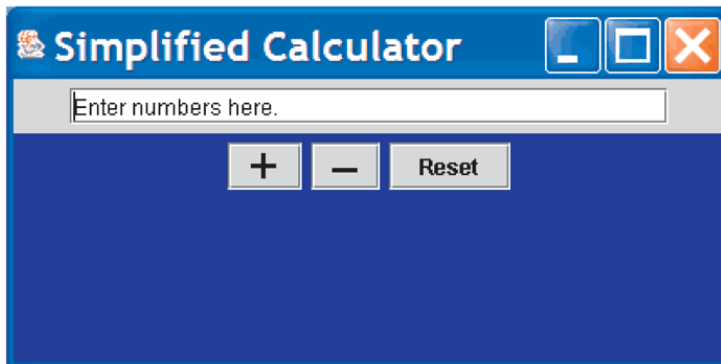 Simplified Calculator
Enter numbers here.
+ – Reset